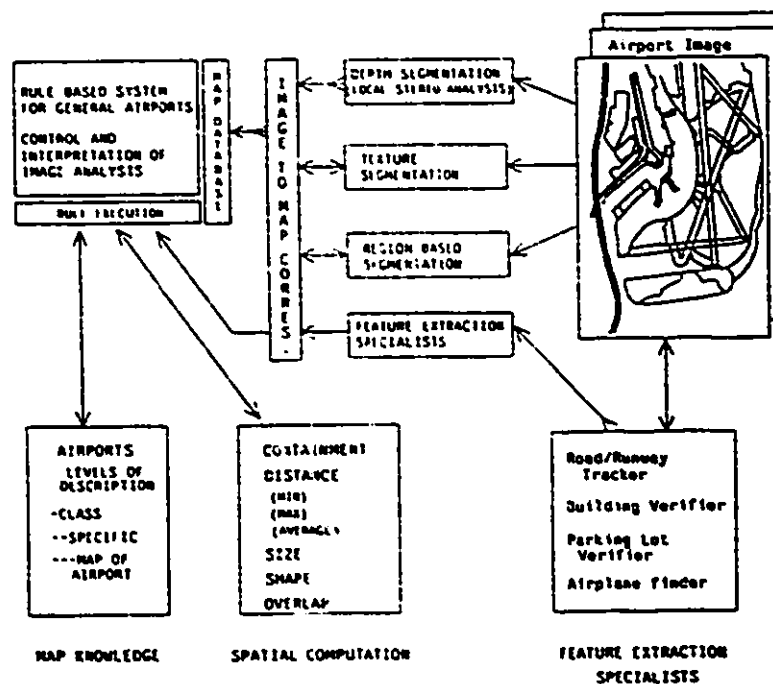 Airport Image
RULE BASED SYSTEM
FOR GENERAL AIRPORTS
CONTROL AND
INTERPRETATION OF
IMAGE ANALYSIS
RULE EXECUTION
MAP DATABASE
IMAGE TO MAP CORRES.
DEPTH SEGMENTATION
LOCAL STEREO ANALYSIS)
TEXTURE
SEGMENTATION
REGION BASED
SEGMENTATION
FEATURE EXTRACTION
SPECIALISTS
AIRPORTS
LEVELS OF
DESCRIPTION
-CLASS
--SPECIFIC
---MAP OF
AIRPORT
MAP KNOWLEDGE
CONTAINMENT
DISTANCE
(MIN)
(MAX)
(AVERAGE)
SIZE
SHAPE
OVERLAP
SPATIAL COMPUTATION
Road/Runway
Tracker
Building Verifier
Parking Lot
Verifier
Airplane finder
FEATURE EXTRACTION
SPECIALISTS